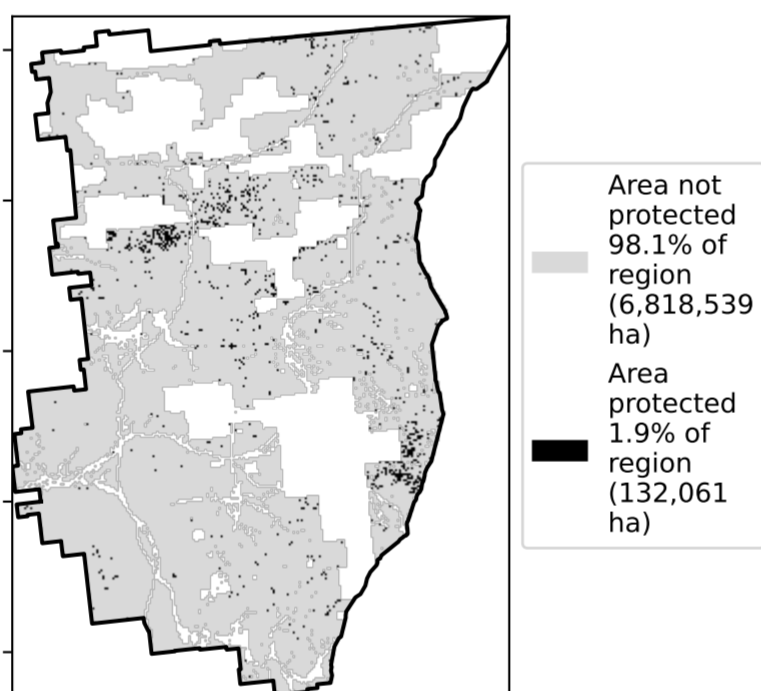 Area not
protected
98.1% of
region
(6,818,539
ha)
Area
protected
1.9% of
region
(132,061
ha)